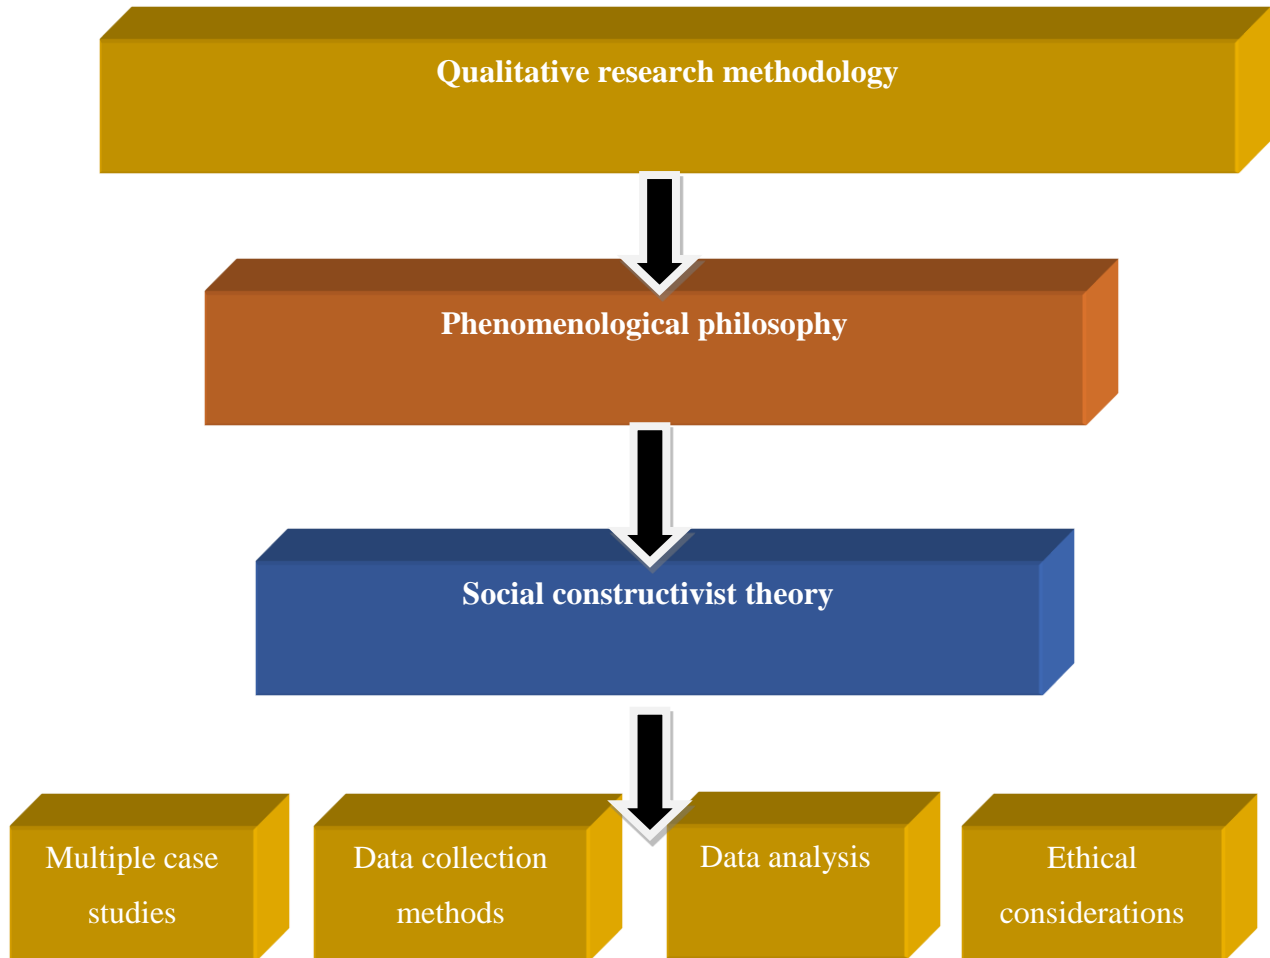 Qualitative research methodology
Phenomenological philosophy
Social constructivist theory
Multiple case
studies
Data collection
methods
Data analysis
Ethical
considerations